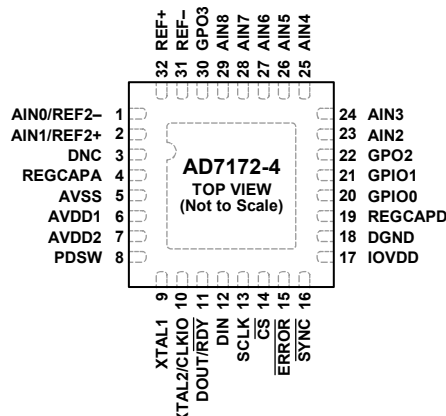 32 REF+
31 REF–
30 GPO3
29 AIN8
28 AIN7
27 AIN6
26 AIN5
25 AIN4
AIN0/REF2– 1
AIN1/REF2+ 2
DNC 3
REGCAPA 4
AVSS 5
AVDD1 6
AVDD2 7
PDSW 8
AD7172-4
TOP VIEW
(Not to Scale)
24 AIN3
23 AIN2
22 GPO2
21 GPIO1
20 GPIO0
19 REGCAPD
18 DGND
17 IOVDD
XTAL1 9
XTAL2/CLKIO 10
DOUT/RDY 11
DIN 12
SCLK 13
CS 14
ERROR 15
SYNC 16